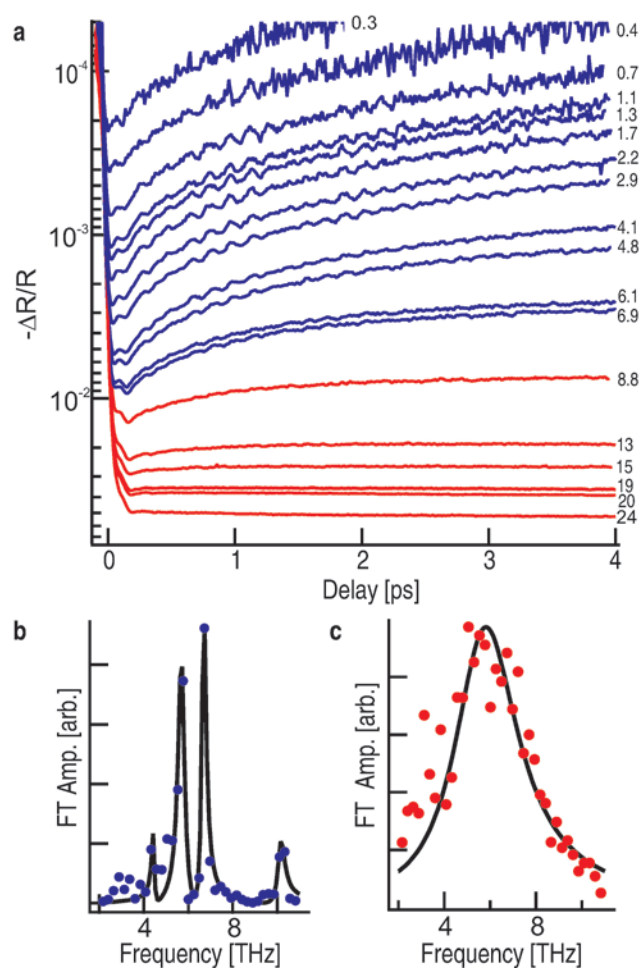 a
0.3
0.4
10-4
0.7
1.1
1.3
1.7
2.2
2.9
10-3
4.1
4.8
6.1
6.9
8.8
10-2
13
15
19
20
24
-ΔR/R
0 1 2 3 4
Delay [ps]
b
FT Amp. [arb.]
4 8
Frequency [THz]
c
FT Amp. [arb.]
4 8
Frequency [THz]